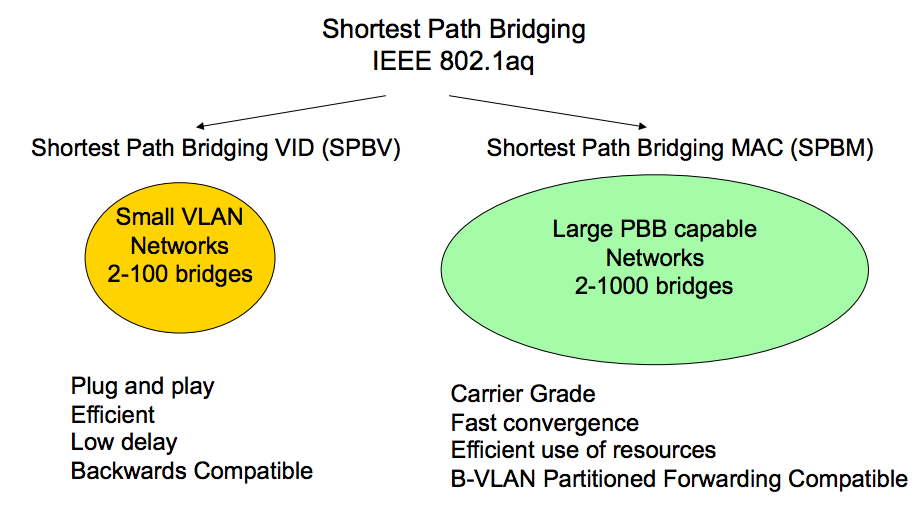 Shortest Path Bridging
IEEE 802.1aq
Shortest Path Bridging VID (SPBV)
Small VLAN
Networks
2-100 bridges
Plug and play
Efficient
Low delay
Backwards Compatible
Shortest Path Bridging MAC (SPBM)
Large PBB capable
Networks
2-1000 bridges
Carrier Grade
Fast convergence
Efficient use of resources
B-VLAN Partitioned Forwarding Compatible